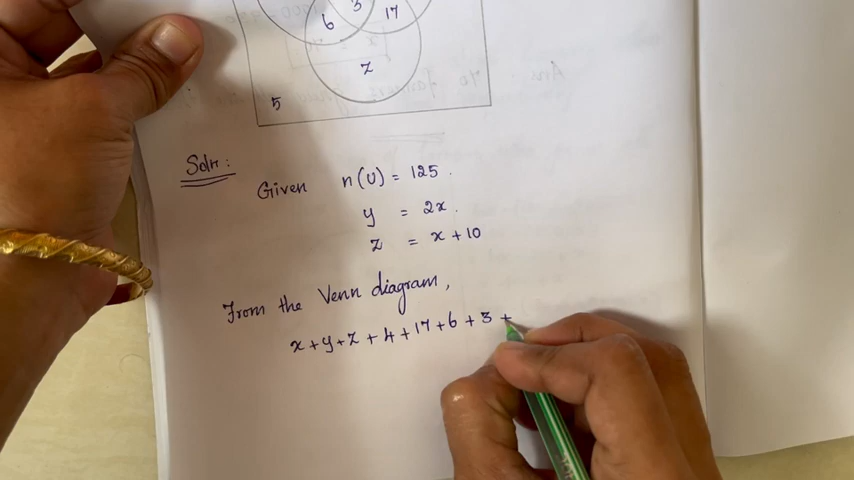 6 3 17
z
5
Soln:
Given n(U) = 125.
y = 2x.
z = x + 10
From the Venn diagram,
x + y + z + 4 + 17 + 6 + 3 +